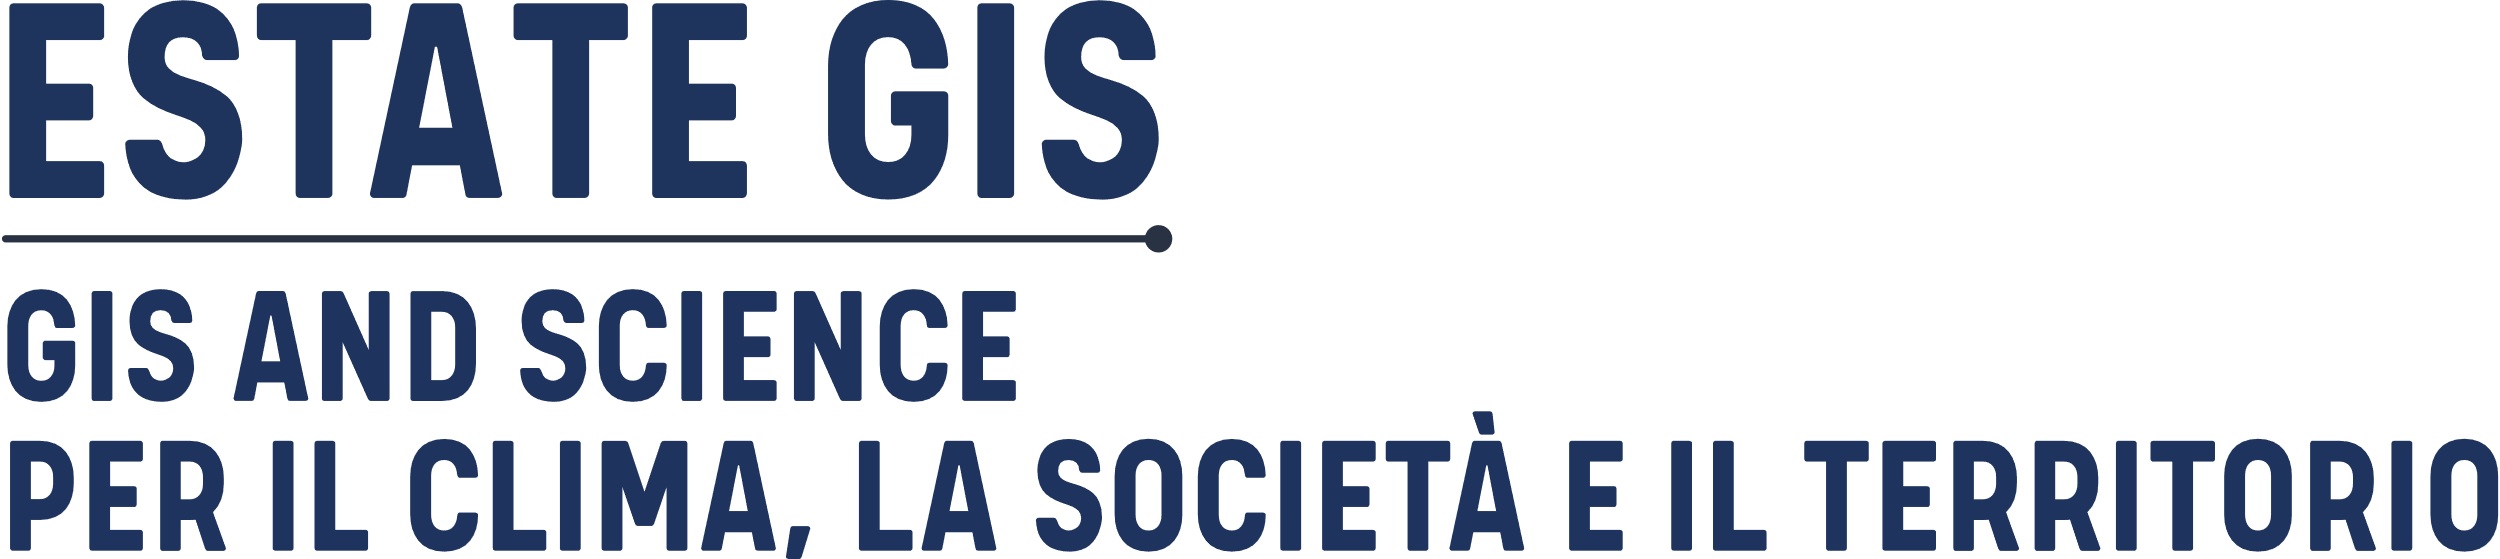 ESTATE GIS
GIS AND SCIENCE
PER IL CLIMA, LA SOCIETÀ E IL TERRITORIO